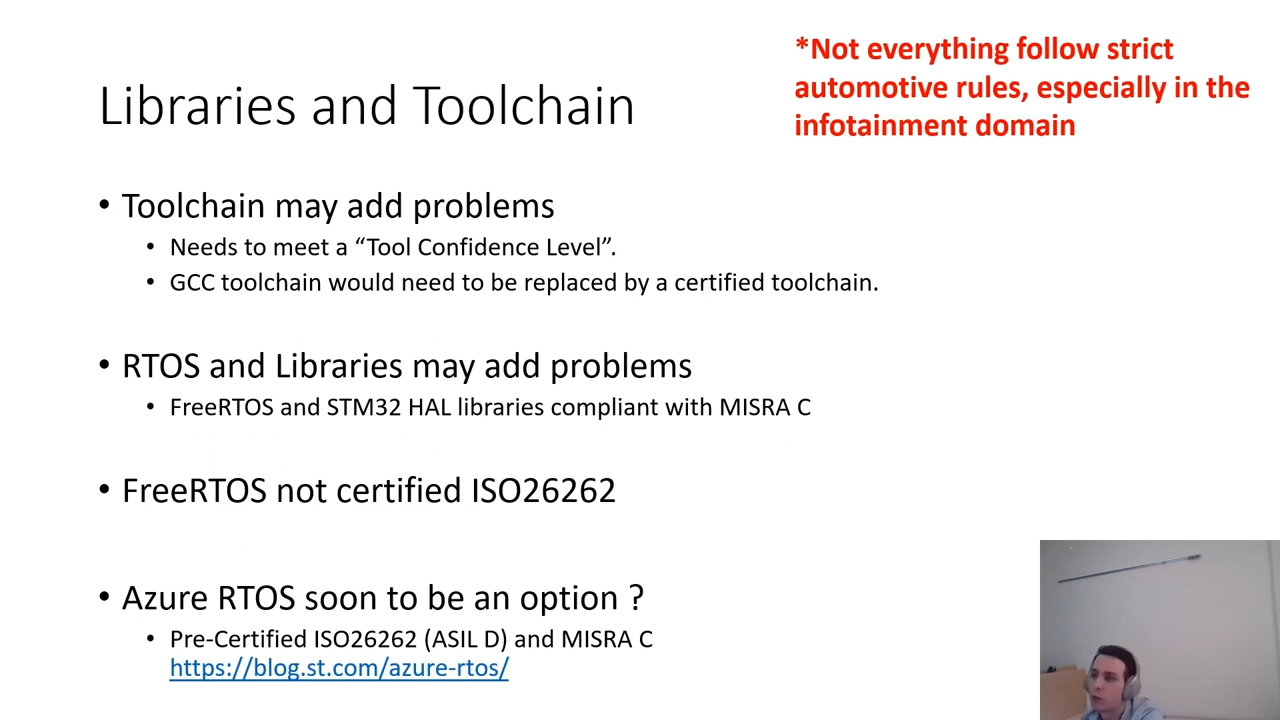 *Not everything follow strict
automotive rules, especially in the
infotainment domain
Libraries and Toolchain
• Toolchain may add problems
• Needs to meet a “Tool Confidence Level”.
• GCC toolchain would need to be replaced by a certified toolchain.
• RTOS and Libraries may add problems
• FreeRTOS and STM32 HAL libraries compliant with MISRA C
• FreeRTOS not certified ISO26262
• Azure RTOS soon to be an option ?
• Pre-Certified ISO26262 (ASIL D) and MISRA C
https://blog.st.com/azure-rtos/